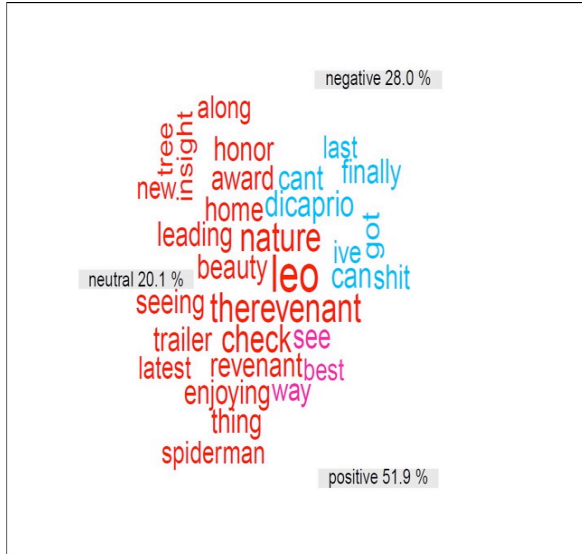 negative 28.0 %
along
tree
insight
honor
last
new
award
cant
finally
home
dicaprio
leading
nature
got
ive
beauty
leo
can
shit
neutral 20.1 %
seeing
therevenant
trailer
check
see
latest
revenant
best
enjoying
way
thing
spiderman
positive 51.9 %